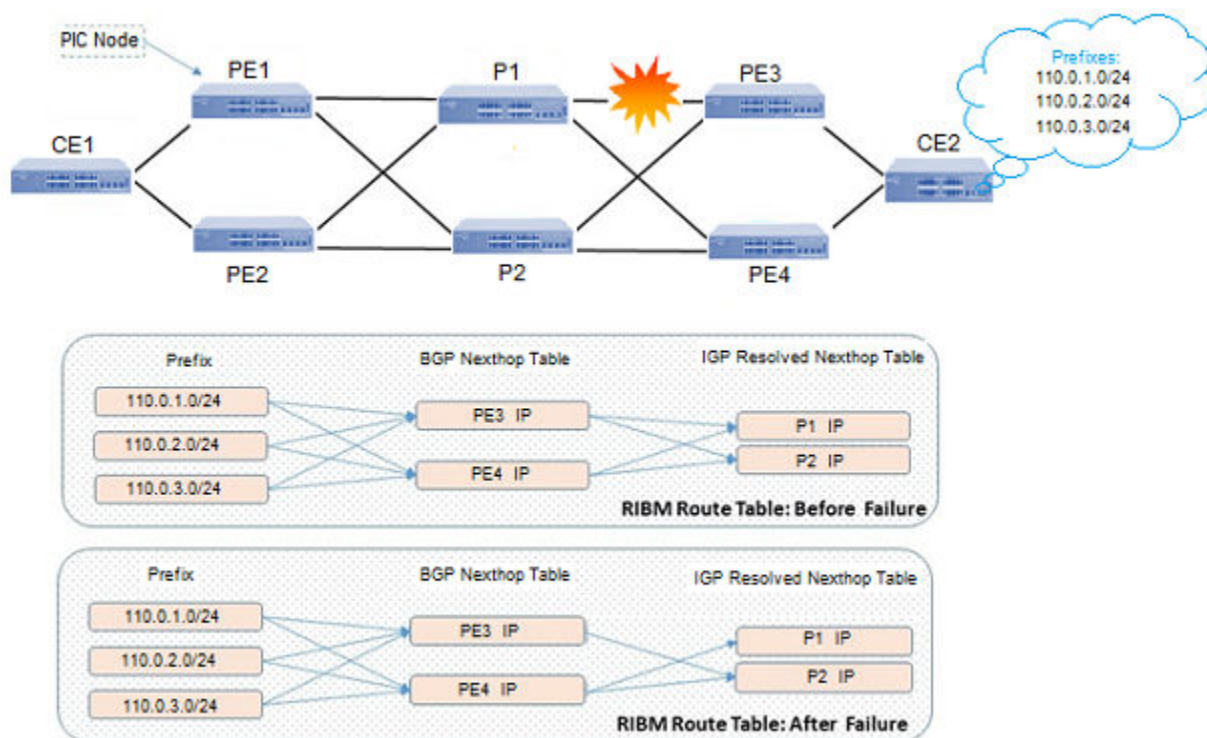 PIC Node
PE1
P1
PE3
Prefixes:
110.0.1.0/24
110.0.2.0/24
110.0.3.0/24
CE1
CE2
PE2
P2
PE4
Prefix
BGP Nexthop Table
IGP Resolved Nexthop Table
110.0.1.0/24
PE3 IP
P1 IP
110.0.2.0/24
P2 IP
110.0.3.0/24
PE4 IP
RIBM Route Table: Before Failure
Prefix
BGP Nexthop Table
IGP Resolved Nexthop Table
110.0.1.0/24
PE3 IP
P1 IP
110.0.2.0/24
P2 IP
110.0.3.0/24
PE4 IP
RIBM Route Table: After Failure